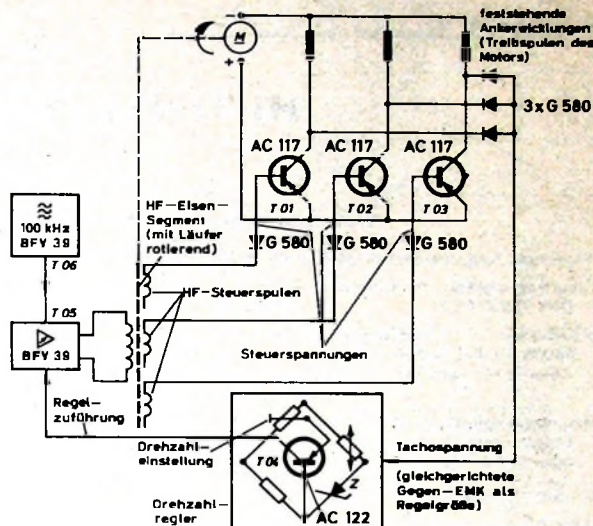 feststehende
Ankerwicklungen
(Treibspulen des
Motors)
−
M
+
3x G 580
AC 117
AC 117
AC 117
T 01
T 02
T 03
HF-Eisen-
Segment
(mit Läufer
rotierend)
G 580
G 580
G 580
100 kHz
BFY 39
T 06
T 05
BFY 39
HF-Steuerspulen
Steuerspannungen
Regel-
zuführung
Drehzahl-
einstellung
T 04
Z
AC 122
Drehzahl-
regler
Tachospannung
(gleichgerichtete
Gegen-EMK als
Regelgröße)